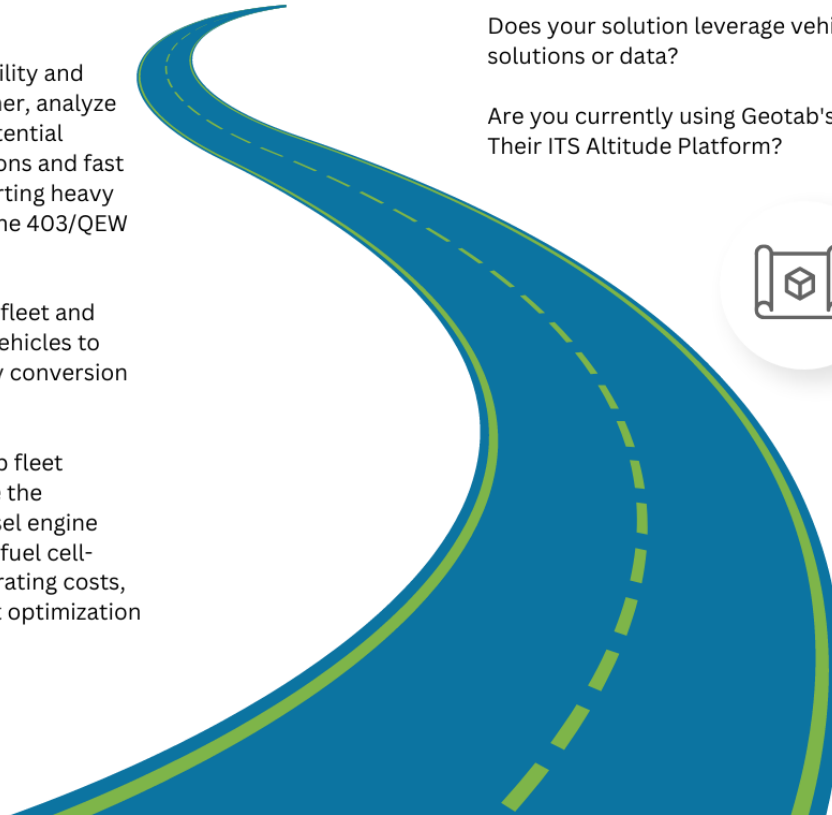 ility and
her, analyze
tential
ons and fast
rting heavy
he 403/QEW
fleet and
ehicles to
y conversion
p fleet
the
sel engine
fuel cell-
rating costs,
t optimization
Does your solution leverage vehi
solutions or data?
Are you currently using Geotab's
Their ITS Altitude Platform?